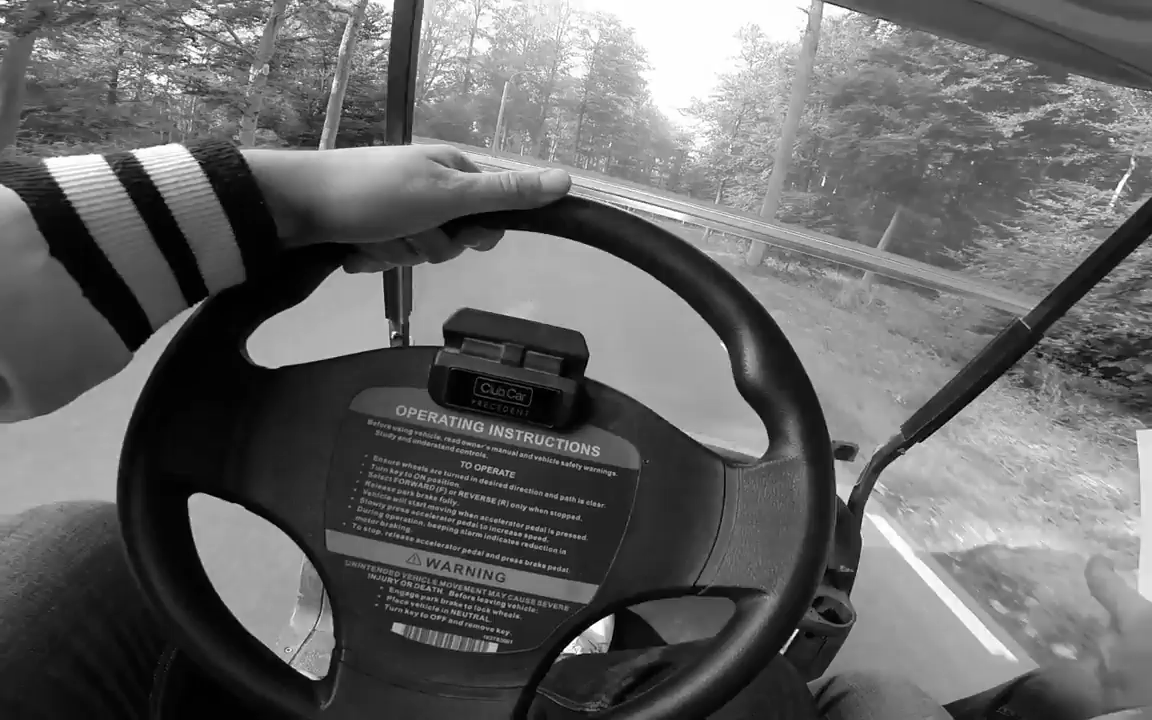 Club Car
PRECEDENT
OPERATING INSTRUCTIONS
Before using vehicle, read owner's manual and vehicle safety warnings.
Study and understand controls.
TO OPERATE
• Ensure wheels are turned in desired direction and path is clear.
• Turn key to ON position.
• Select FORWARD (F) or REVERSE (R) only when stopped.
• Release park brake fully.
• Vehicle will start moving when accelerator pedal is pressed.
• Slowly press accelerator pedal to increase speed.
• During operation, beeping alarm indicates reduction in
motor braking.
• To stop, release accelerator pedal and press brake pedal.
WARNING
UNINTENDED VEHICLE MOVEMENT MAY CAUSE SEVERE
INJURY OR DEATH. Before leaving vehicle:
• Engage park brake to lock wheels.
• Place vehicle in NEUTRAL.
• Turn key to OFF and remove key.